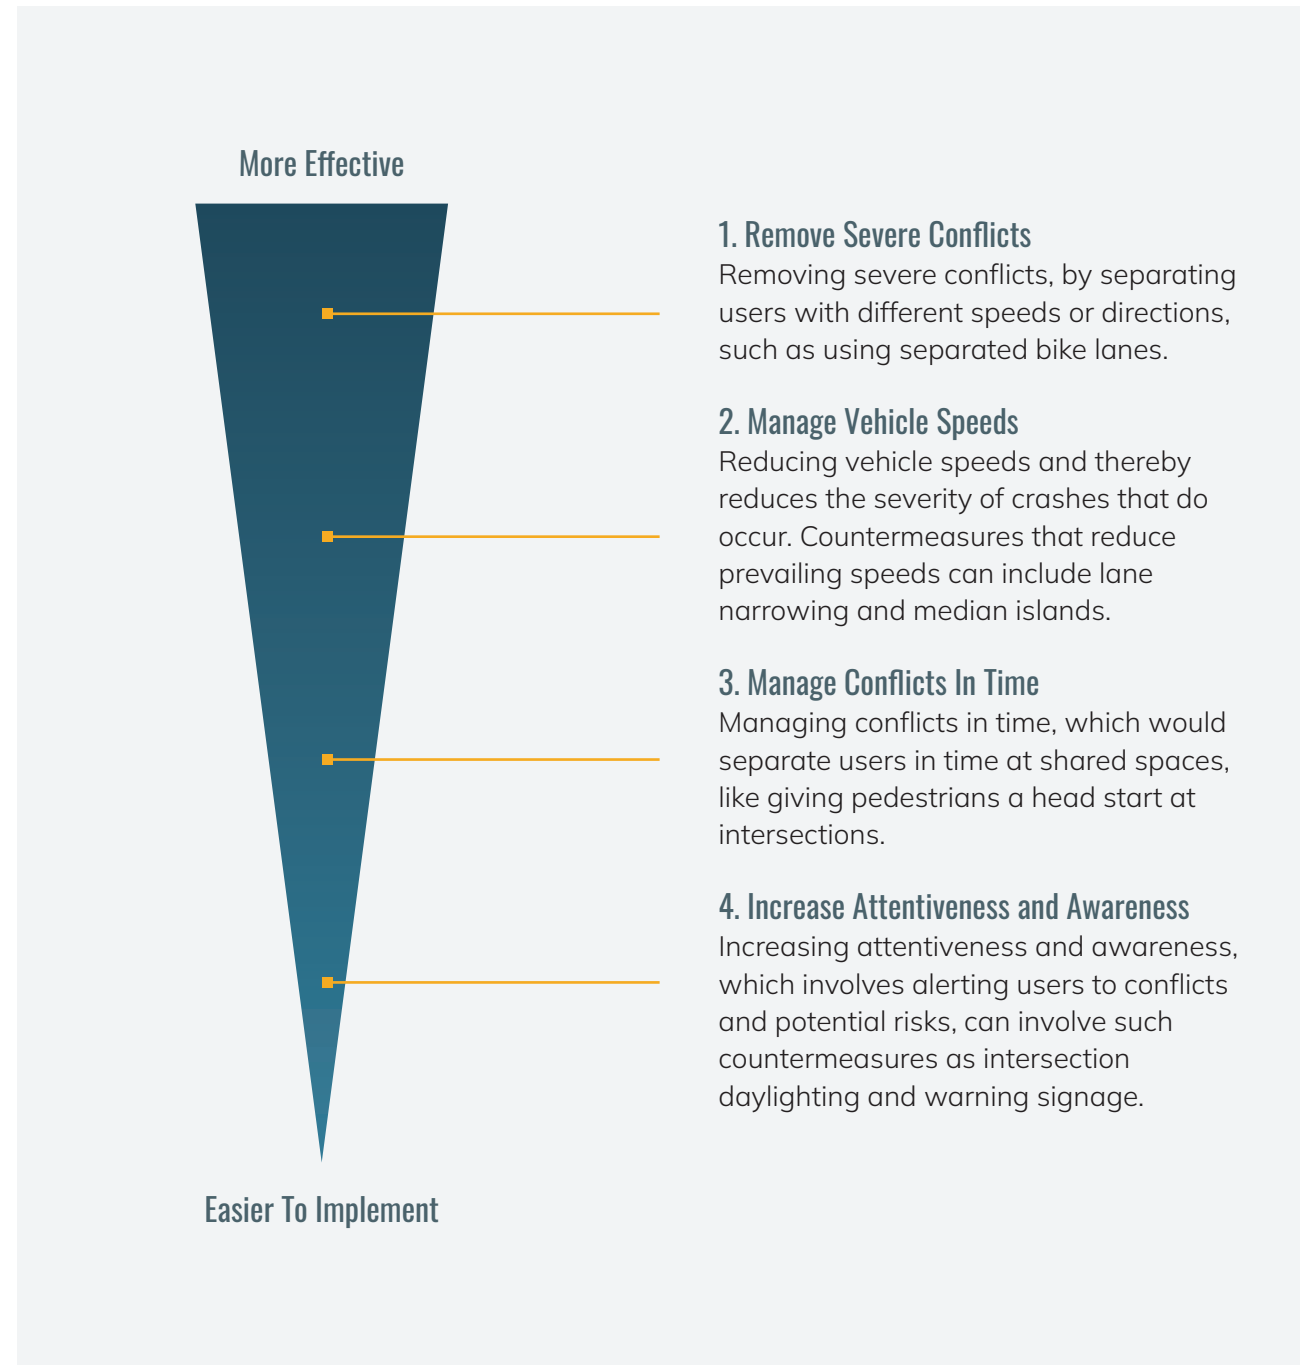 More Effective
1. Remove Severe Conflicts
Removing severe conflicts, by separating
users with different speeds or directions,
such as using separated bike lanes.
2. Manage Vehicle Speeds
Reducing vehicle speeds and thereby
reduces the severity of crashes that do
occur. Countermeasures that reduce
prevailing speeds can include lane
narrowing and median islands.
3. Manage Conflicts In Time
Managing conflicts in time, which would
separate users in time at shared spaces,
like giving pedestrians a head start at
intersections.
4. Increase Attentiveness and Awareness
Increasing attentiveness and awareness,
which involves alerting users to conflicts
and potential risks, can involve such
countermeasures as intersection
daylighting and warning signage.
Easier To Implement